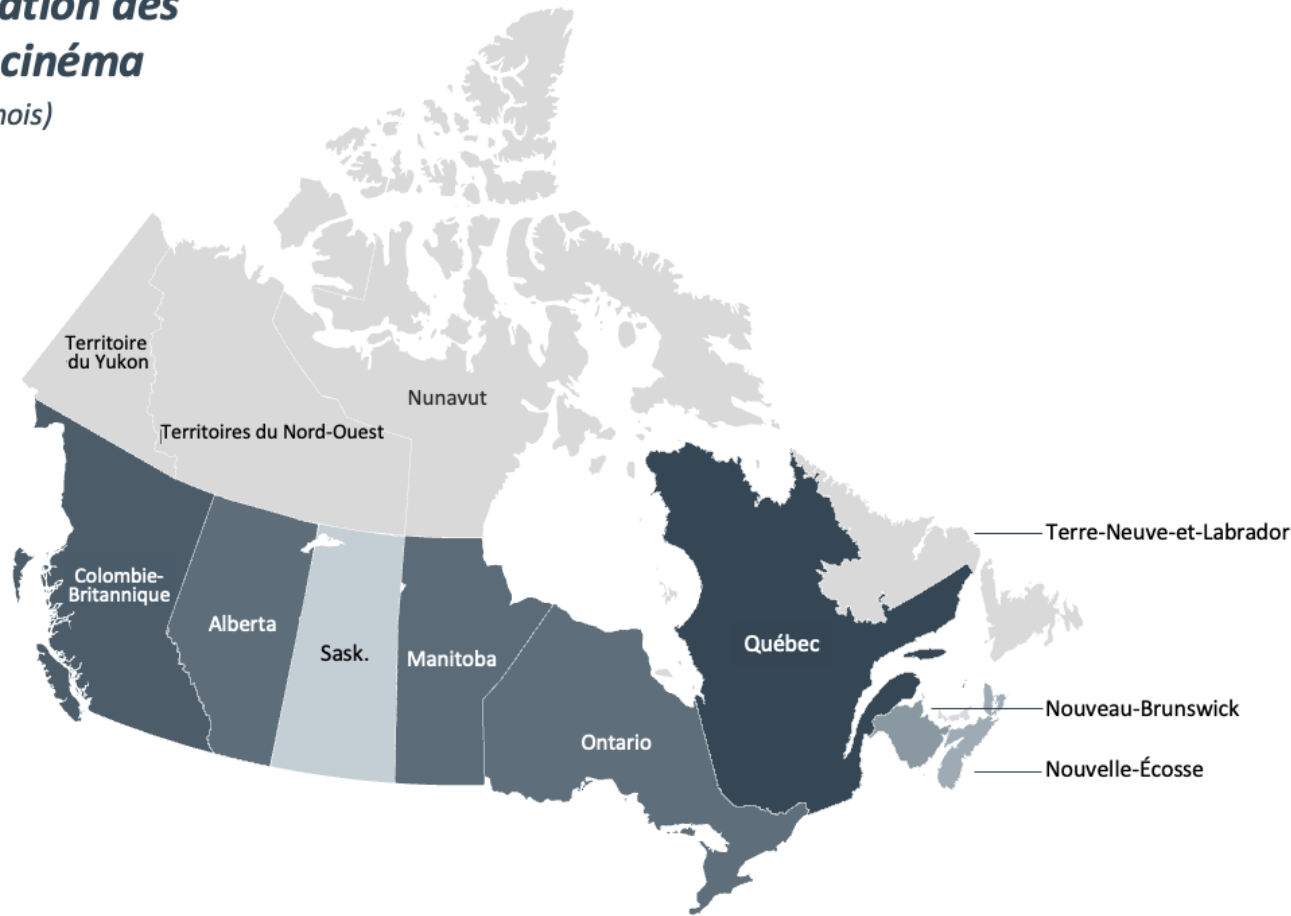 ation des
cinéma
nois)
Territoire
du Yukon
Nunavut
Territoires du Nord-Ouest
Terre-Neuve-et-Labrador
Colombie-
Britannique
Alberta
Sask.
Manitoba
Québec
Nouveau-Brunswick
Ontario
Nouvelle-Écosse